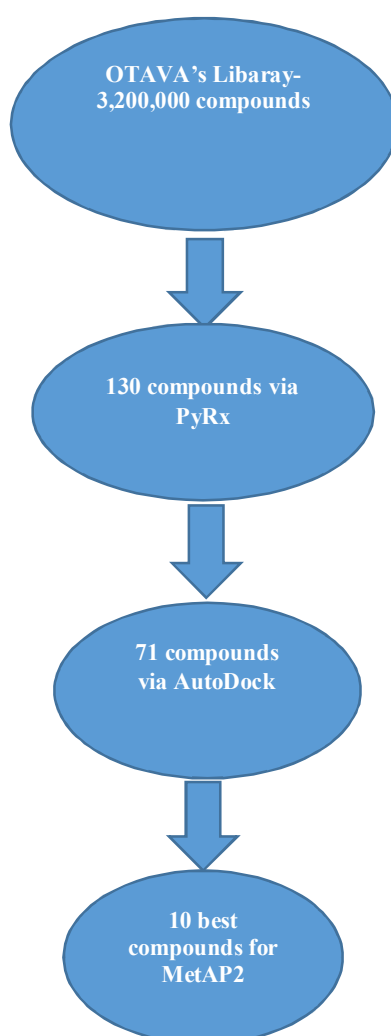 OTAVA's Libaray-
3,200,000 compounds
130 compounds via
PyRx
71 compounds
via AutoDock
10 best
compounds for
MetAP2